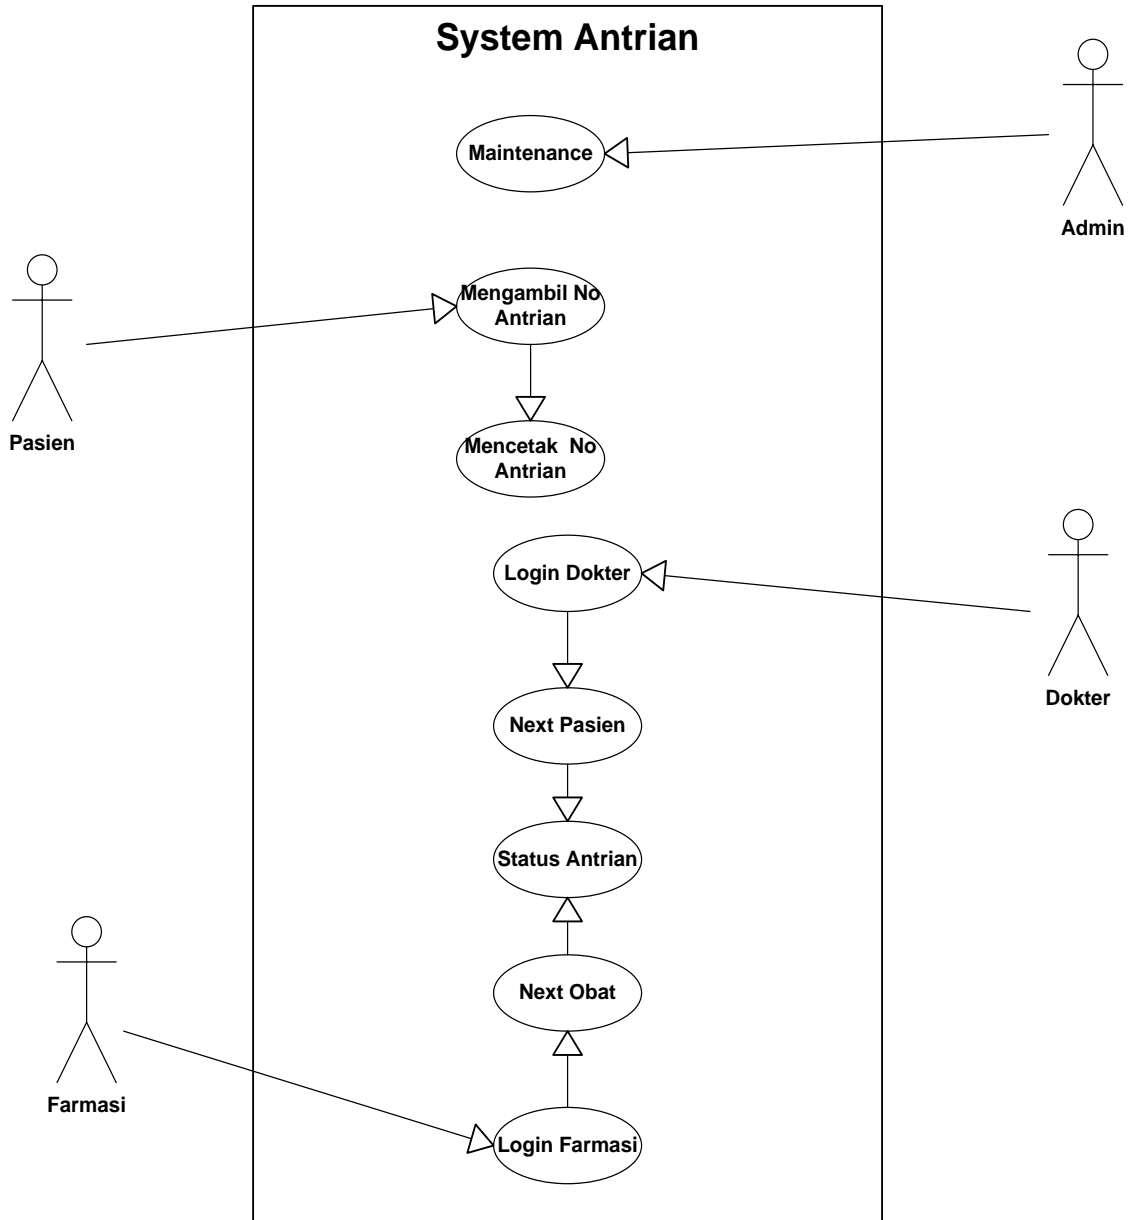 System Antrian
Maintenance
Admin
Mengambil No
Antrian
Pasien
Mencetak  No
Antrian
Login Dokter
Dokter
Next Pasien
Status Antrian
Next Obat
Farmasi
Login Farmasi